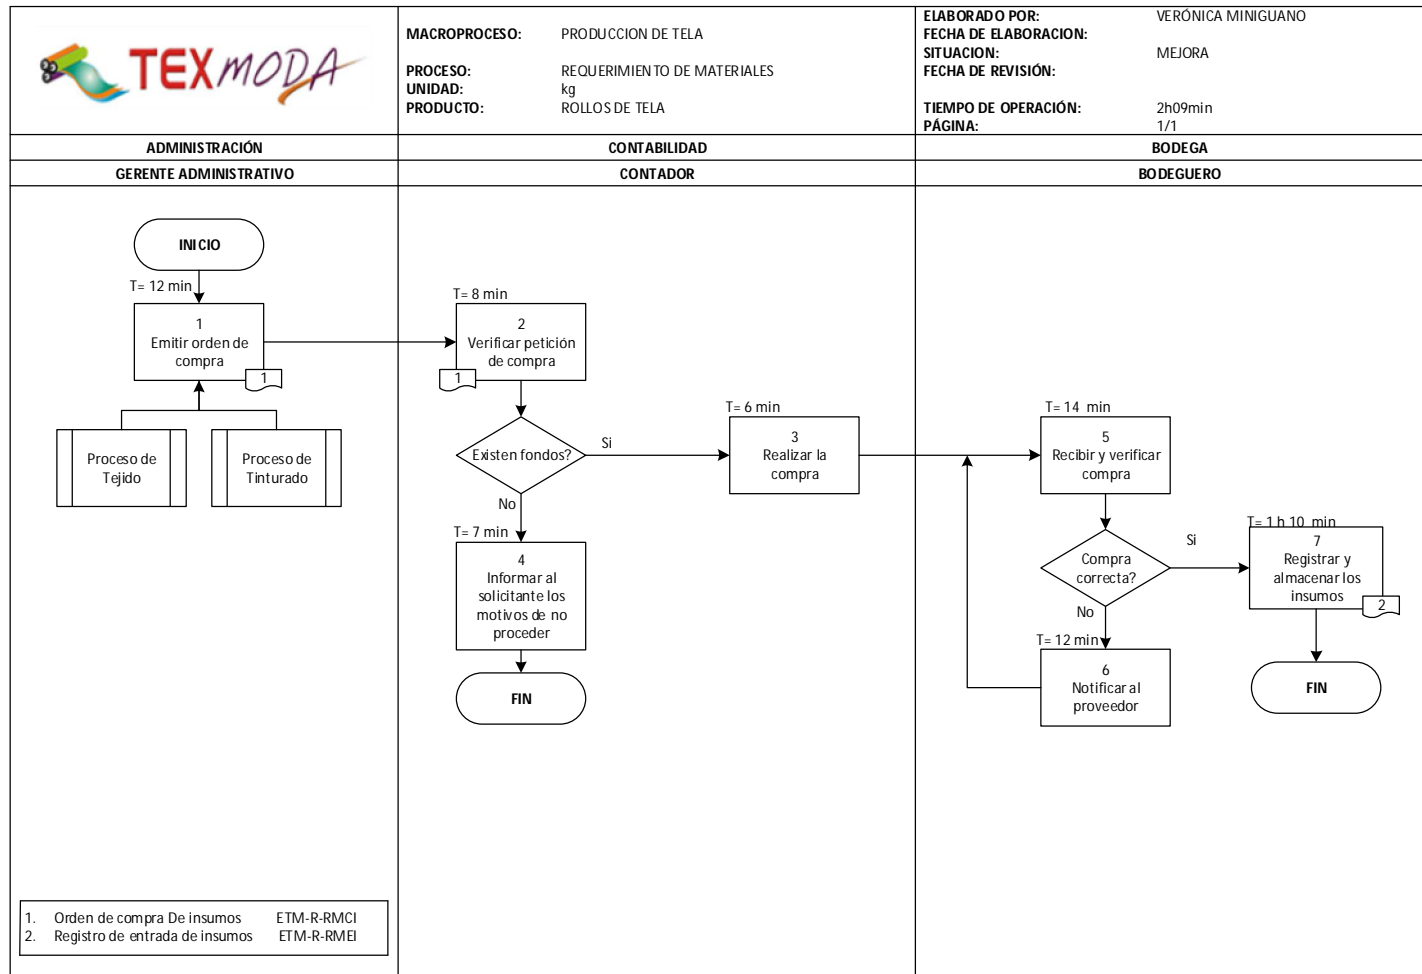 TEXMODA
MACROPROCESO: PRODUCCION DE TELA
PROCESO: REQUERIMIENTO DE MATERIALES
UNIDAD: kg
PRODUCTO: ROLLOS DE TELA
ELABORADO POR: VERÓNICA MINIGUANO
FECHA DE ELABORACION:
SITUACION: MEJORA
FECHA DE REVISIÓN:
TIEMPO DE OPERACIÓN: 2h09min
PÁGINA: 1/1
ADMINISTRACIÓN
CONTABILIDAD
BODEGA
GERENTE ADMINISTRATIVO
CONTADOR
BODEGUERO
INICIO
T= 12 min
1
Emitir orden de
compra
1
Proceso de
Tejido
Proceso de
Tinturado
T= 8 min
2
Verificar petición
de compra
1
Existen fondos?
Si
No
T= 6 min
3
Realizar la
compra
T= 7 min
4
Informar al
solicitante los
motivos de no
proceder
FIN
T= 14 min
5
Recibir y verificar
compra
Compra
correcta?
Si
No
T= 12 min
6
Notificar al
proveedor
T= 1 h 10 min
7
Registrar y
almacenar los
insumos
2
FIN
1. Orden de compra De insumos ETM-R-RMCI
2. Registro de entrada de insumos ETM-R-RMEI